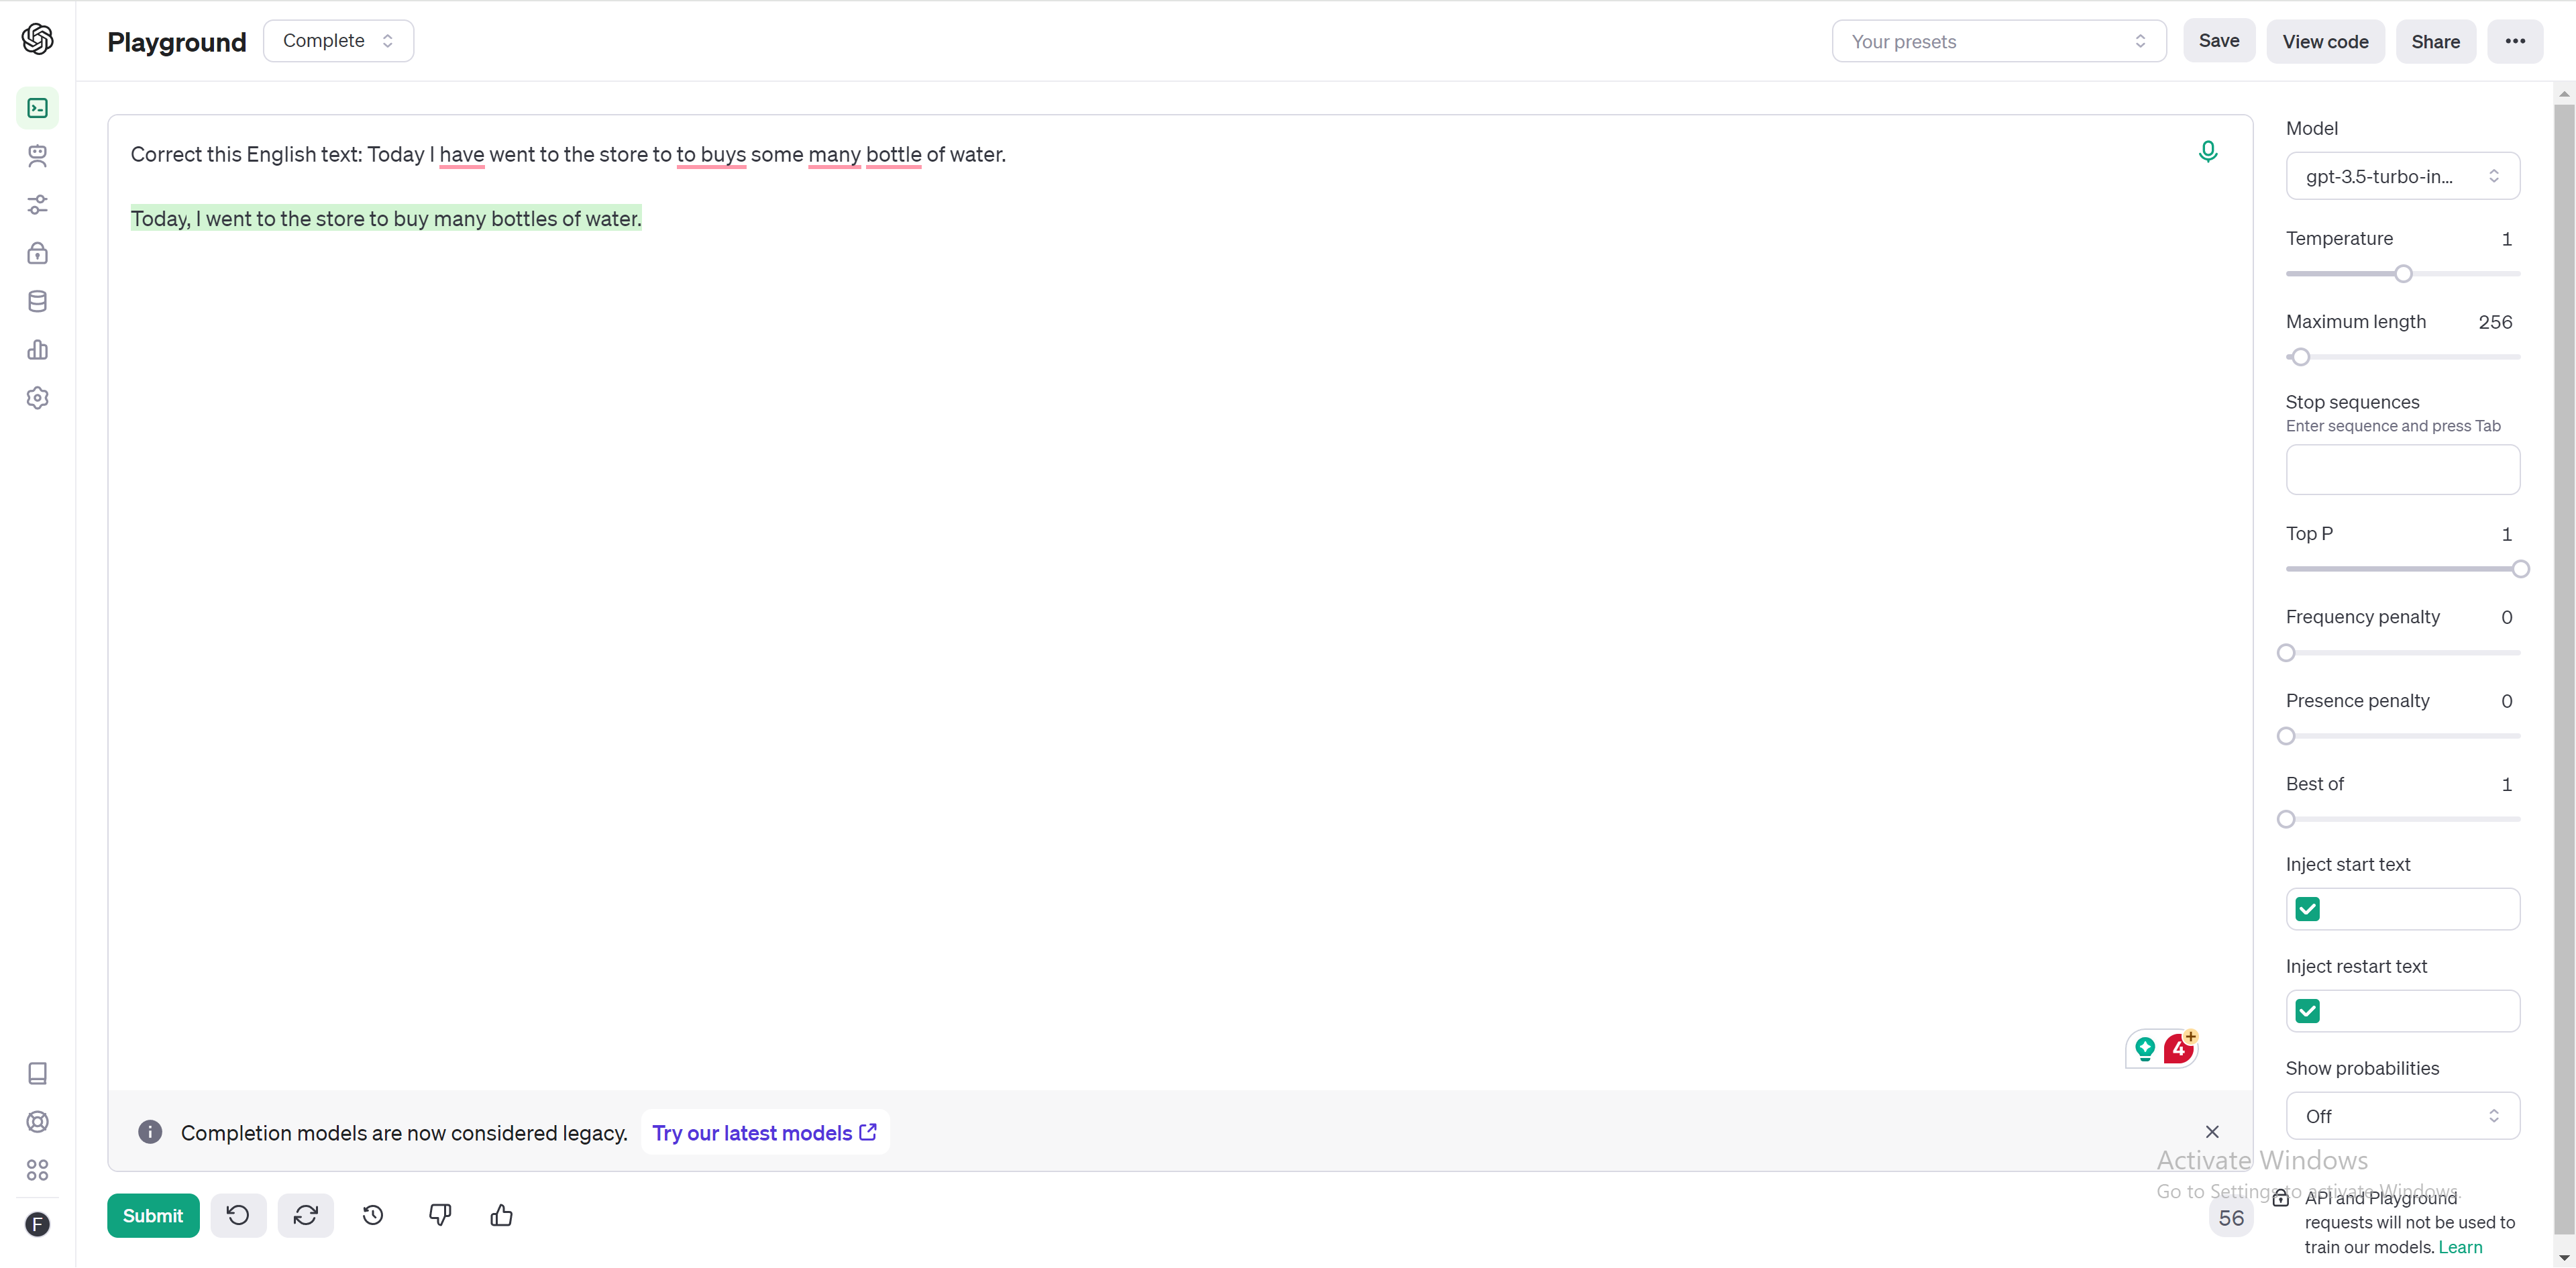 Playground
Complete
Your presets
Save
View code
Share
Correct this English text: Today I have went to the store to to buys some many bottle of water.
Today, I went to the store to buy many bottles of water.
Model
gpt-3.5-turbo-in...
Temperature 1
Maximum length 256
Stop sequences
Enter sequence and press Tab
Top P 1
Frequency penalty 0
Presence penalty 0
Best of 1
Inject start text
Inject restart text
Show probabilities
Off
4
Completion models are now considered legacy. Try our latest models
Activate Windows
Go to Settings to activate Windows.
Submit
56
API and Playground
requests will not be used to
train our models. Learn
F